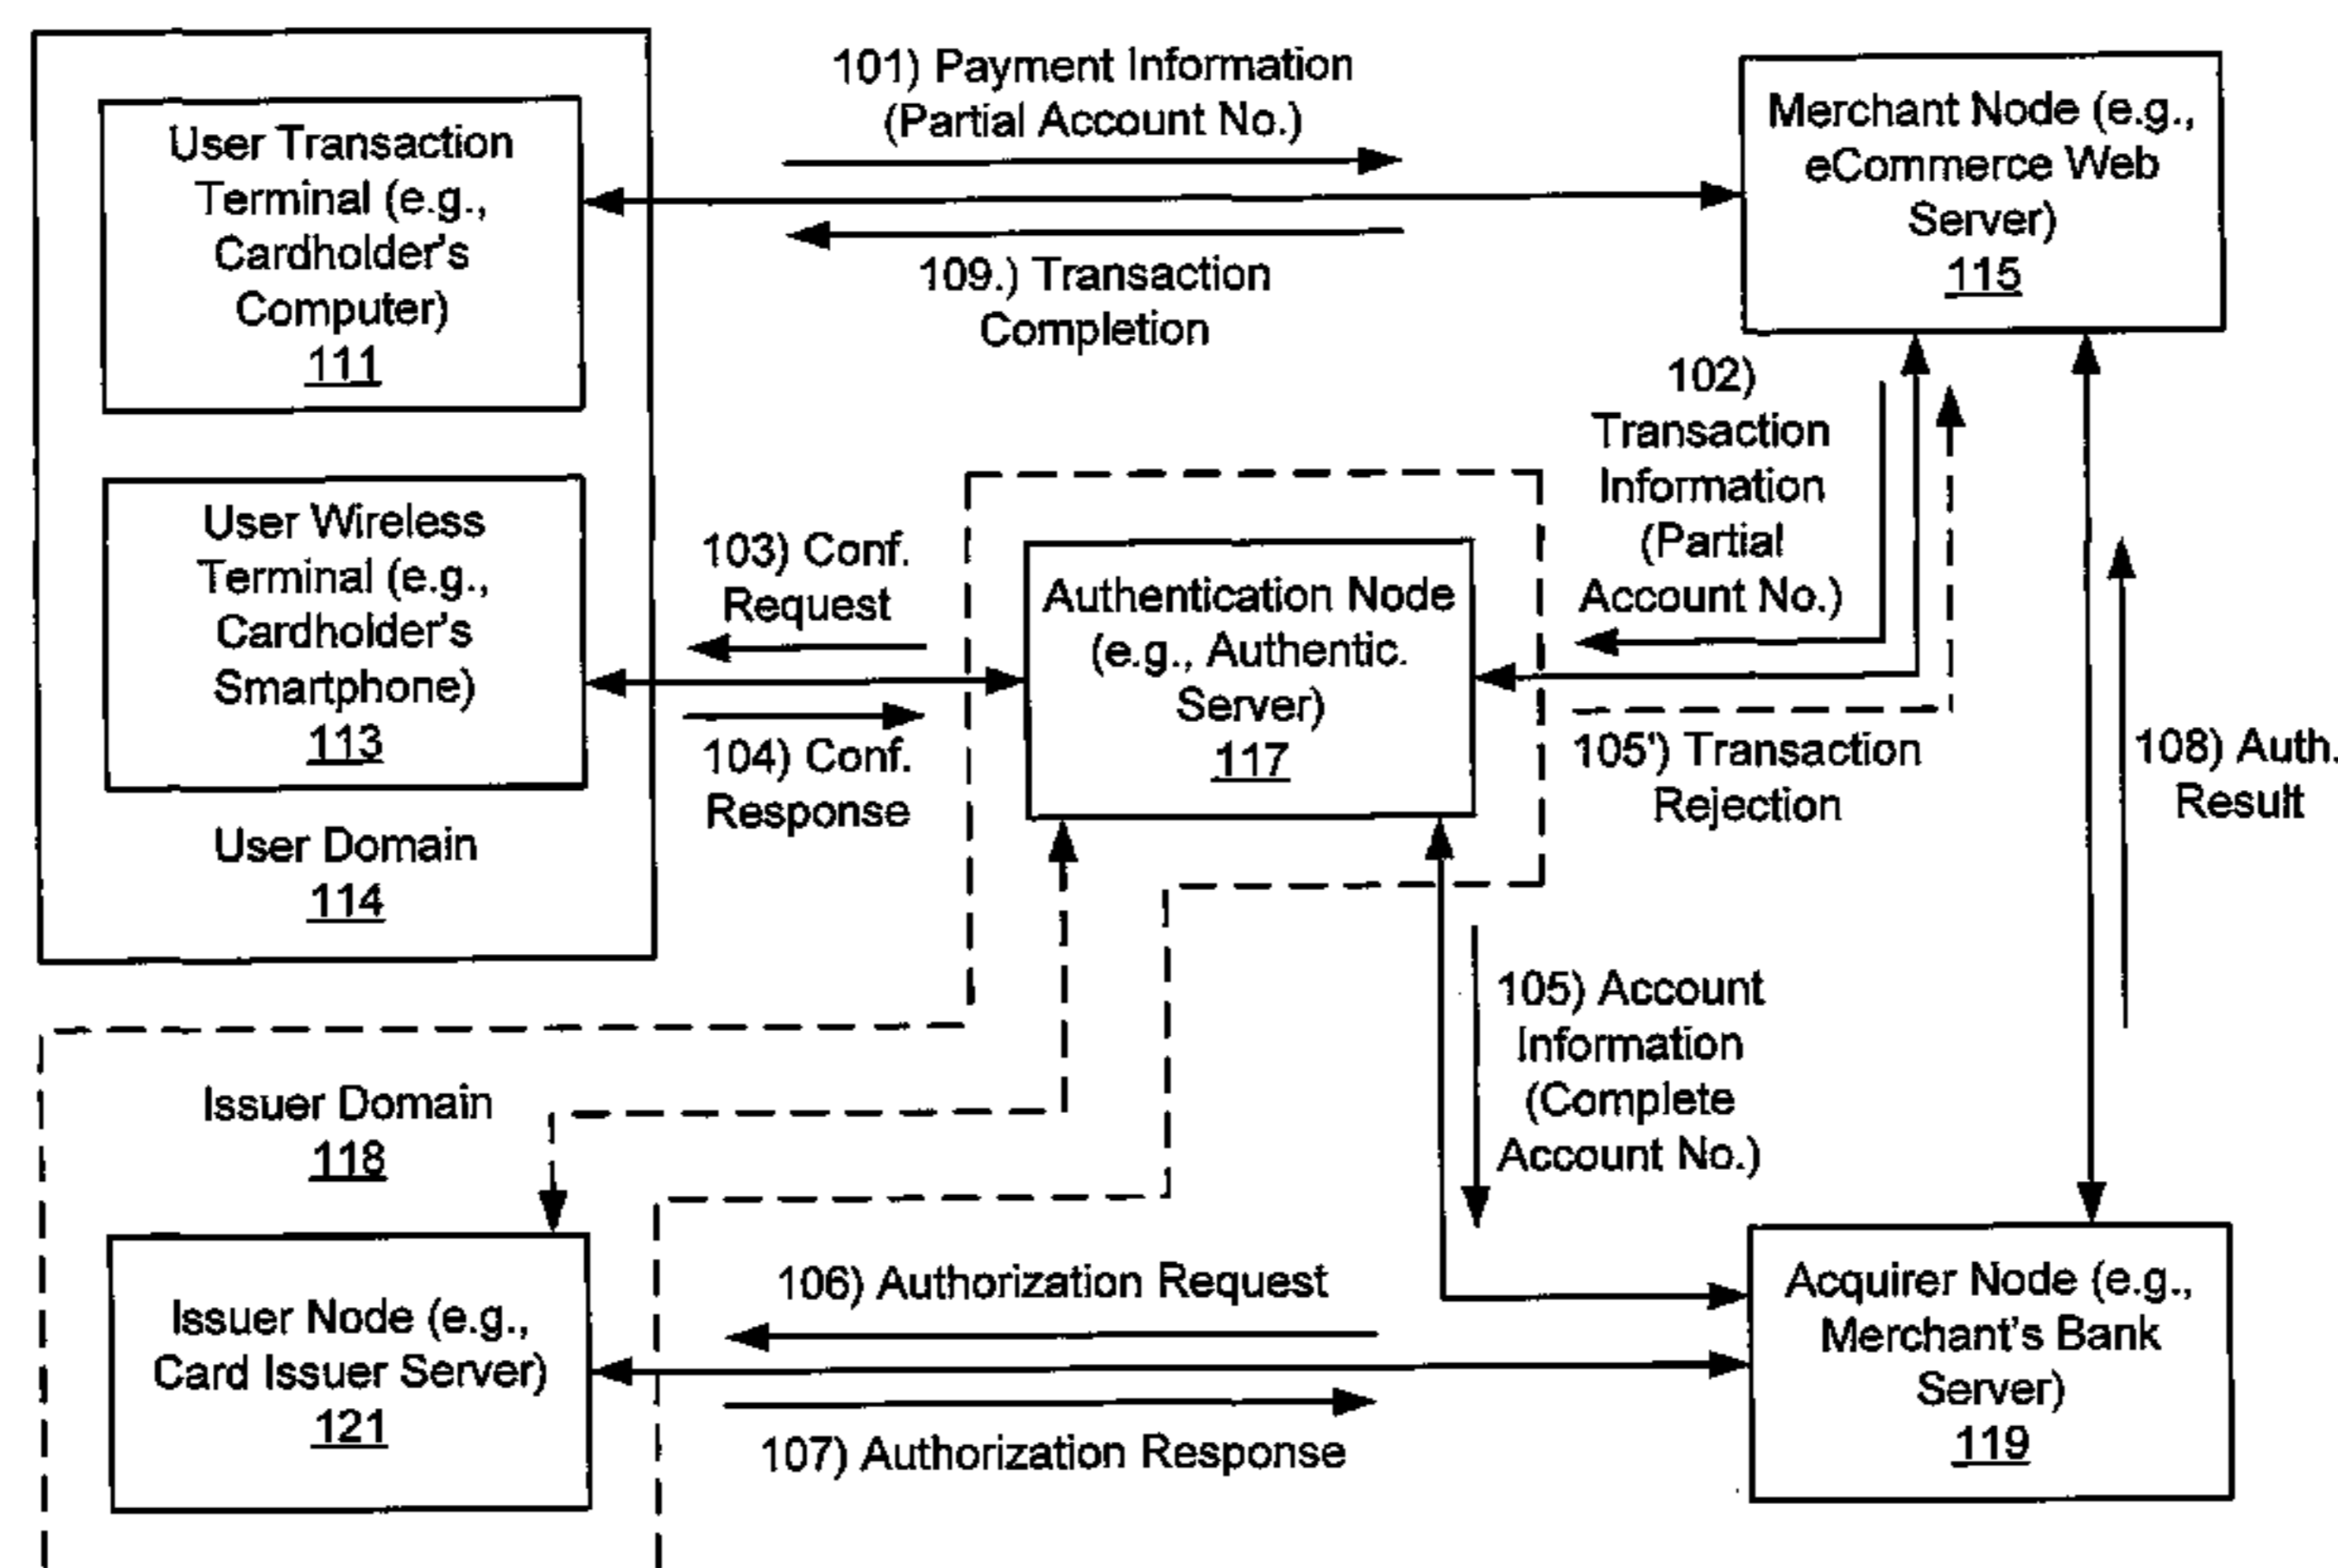 101) Payment Information
(Partial Account No.)
User Transaction
Terminal (e.g.,
Cardholder's
Computer)
111
109.) Transaction
Completion
Merchant Node (e.g.,
eCommerce Web
Server)
115
102)
Transaction
Information
(Partial
Account No.)
User Wireless
Terminal (e.g.,
Cardholder's
Smartphone)
113
User Domain
114
103) Conf.
Request
104) Conf.
Response
Authentication Node
(e.g., Authentic.
Server)
117
105') Transaction
Rejection
108) Auth.
Result
105) Account
Information
(Complete
Account No.)
Issuer Domain
118
Issuer Node (e.g.,
Card Issuer Server)
121
106) Authorization Request
107) Authorization Response
Acquirer Node (e.g.,
Merchant's Bank
Server)
119